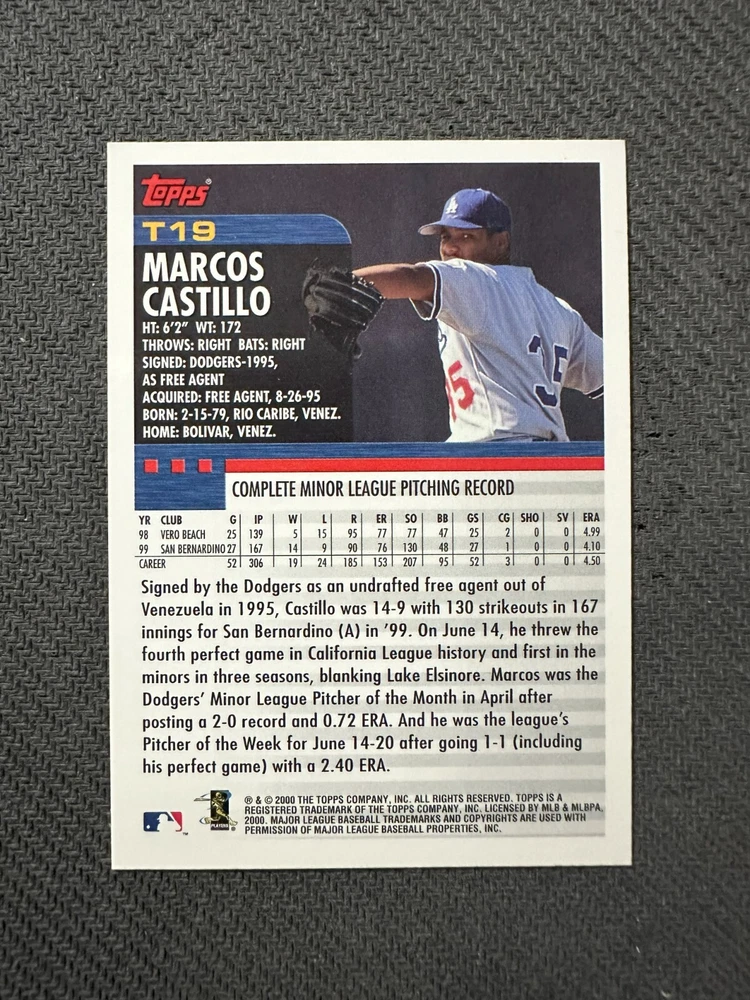 TOPPS®
T19
MARCOS
CASTILLO
HT: 6'2" WT: 172
THROWS: RIGHT BATS: RIGHT
SIGNED: DODGERS-1995,
AS FREE AGENT
ACQUIRED: FREE AGENT, 8-26-95
BORN: 2-15-79, RIO CARIBE, VENEZ.
HOME: BOLIVAR, VENEZ.
LA
35
COMPLETE MINOR LEAGUE PITCHING RECORD
YR CLUB G IP W L R ER SO BB GS CG SHO SV ERA
98 VERO BEACH 25 139 5 15 95 77 77 47 25 2 0 0 4.99
99 SAN BERNARDINO 27 167 14 9 90 76 130 48 27 1 0 0 4.10
CAREER 52 306 19 24 185 153 207 95 52 3 0 0 4.50
Signed by the Dodgers as an undrafted free agent out of
Venezuela in 1995, Castillo was 14-9 with 130 strikeouts in 167
innings for San Bernardino (A) in '99. On June 14, he threw the
fourth perfect game in California League history and first in the
minors in three seasons, blanking Lake Elsinore. Marcos was the
Dodgers' Minor League Pitcher of the Month in April after
posting a 2-0 record and 0.72 ERA. And he was the league's
Pitcher of the Week for June 14-20 after going 1-1 (including
his perfect game) with a 2.40 ERA.
® & © 2000 THE TOPPS COMPANY, INC. ALL RIGHTS RESERVED. TOPPS IS A
REGISTERED TRADEMARK OF THE TOPPS COMPANY, INC. LICENSED BY MLB & MLBPA,
2000. MAJOR LEAGUE BASEBALL TRADEMARKS AND COPYRIGHTS ARE USED WITH
PERMISSION OF MAJOR LEAGUE BASEBALL PROPERTIES, INC.
PLAYERS